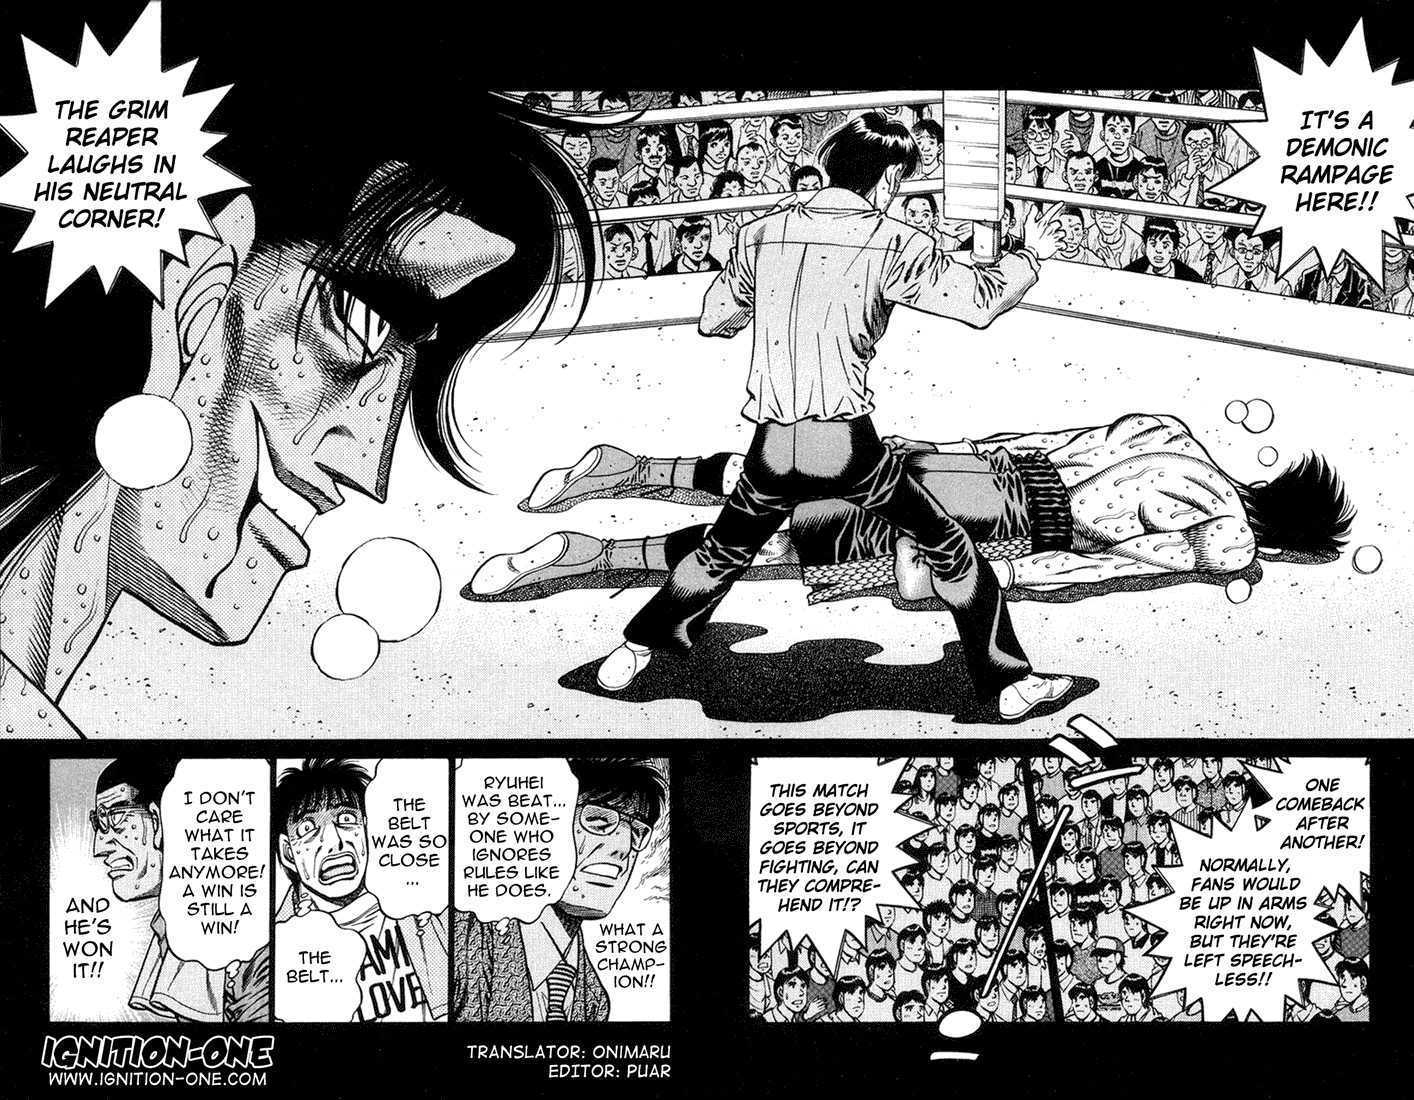 IT'S A
DEMONIC
RAMPAGE
HERE!!
THE GRIM
REAPER
LAUGHS IN
HIS NEUTRAL
CORNER!
ONE
COMEBACK
AFTER
ANOTHER!
NORMALLY,
FANS WOULD
BE UP IN ARMS
RIGHT NOW,
BUT THEY'RE
LEFT SPEECH-
LESS!!
THIS MATCH
GOES BEYOND
SPORTS, IT
GOES BEYOND
FIGHTING, CAN
THEY COMPRE-
HEND IT!?
RYUHEI
WAS BEAT...
BY SOME-
ONE WHO
IGNORES
RULES LIKE
HE DOES.
WHAT A
STRONG
CHAMP-
ION!!
THE
BELT
WAS SO
CLOSE
...
THE
BELT...
AMI
LOVE
I DON'T
CARE
WHAT IT
TAKES
ANYMORE!
A WIN IS
STILL A
WIN!
AND
HE'S
WON
IT!!
IGNITION-ONE
WWW.IGNITION-ONE.COM
TRANSLATOR: ONIMARU
EDITOR: PUAR